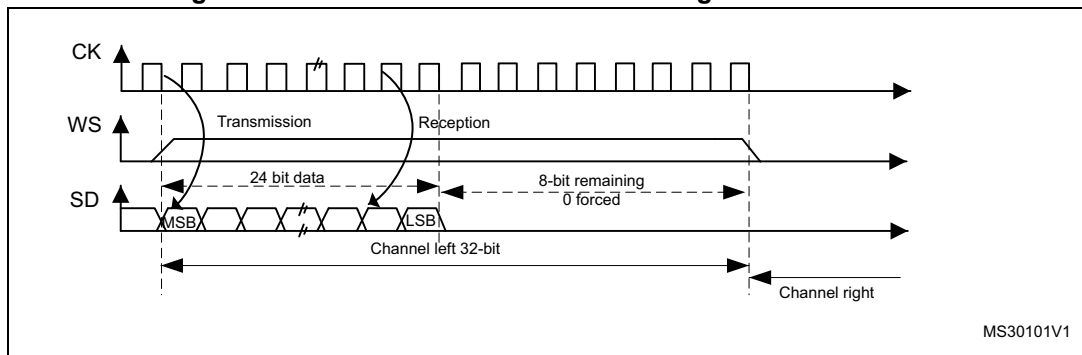 CK
WS
Transmission
Reception
24 bit data
8-bit remaining
0 forced
SD
MSB
LSB
Channel left 32-bit
Channel right
MS30101V1